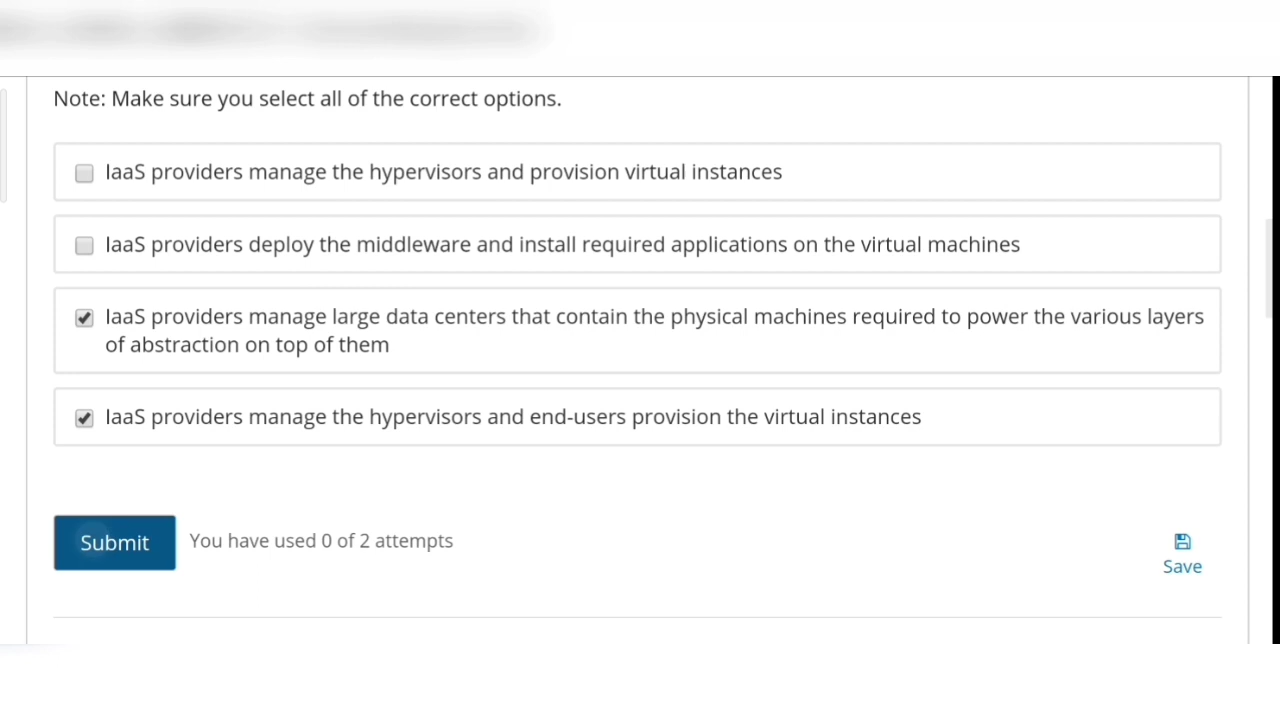 Note: Make sure you select all of the correct options.
IaaS providers manage the hypervisors and provision virtual instances
IaaS providers deploy the middleware and install required applications on the virtual machines
IaaS providers manage large data centers that contain the physical machines required to power the various layers
of abstraction on top of them
IaaS providers manage the hypervisors and end-users provision the virtual instances
Submit
You have used 0 of 2 attempts
Save